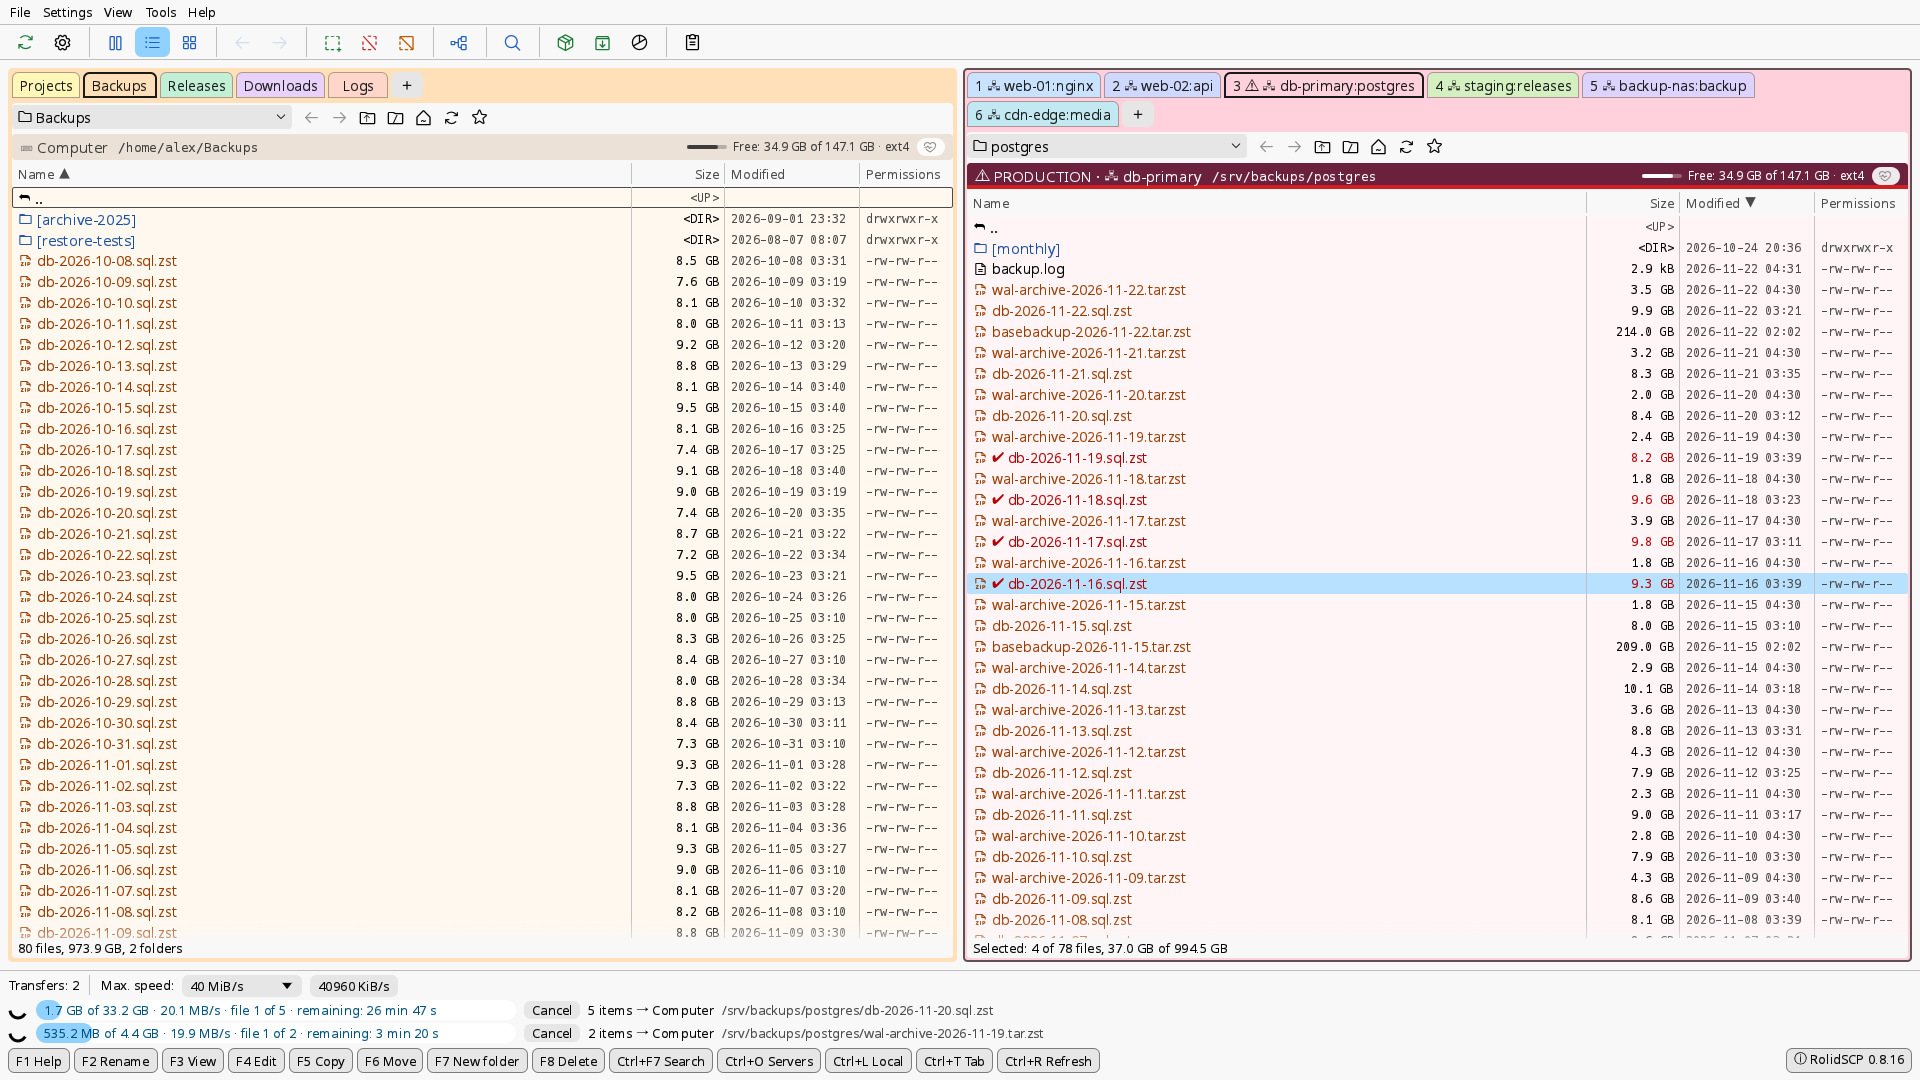 File Settings View Tools Help
Projects Backups Releases Downloads Logs +
Backups
Computer /home/alex/Backups Free: 34.9 GB of 147.1 GB · ext4
Name ▲ Size Modified Permissions
.. <UP>
[archive-2025] <DIR> 2026-09-01 23:32 drwxrwxr-x
[restore-tests] <DIR> 2026-08-07 08:07 drwxrwxr-x
db-2026-10-08.sql.zst 8.5 GB 2026-10-08 03:31 -rw-rw-r--
db-2026-10-09.sql.zst 7.6 GB 2026-10-09 03:19 -rw-rw-r--
db-2026-10-10.sql.zst 8.1 GB 2026-10-10 03:32 -rw-rw-r--
db-2026-10-11.sql.zst 8.0 GB 2026-10-11 03:13 -rw-rw-r--
db-2026-10-12.sql.zst 9.2 GB 2026-10-12 03:20 -rw-rw-r--
db-2026-10-13.sql.zst 8.8 GB 2026-10-13 03:29 -rw-rw-r--
db-2026-10-14.sql.zst 8.1 GB 2026-10-14 03:40 -rw-rw-r--
db-2026-10-15.sql.zst 9.5 GB 2026-10-15 03:40 -rw-rw-r--
db-2026-10-16.sql.zst 8.1 GB 2026-10-16 03:25 -rw-rw-r--
db-2026-10-17.sql.zst 7.4 GB 2026-10-17 03:25 -rw-rw-r--
db-2026-10-18.sql.zst 9.1 GB 2026-10-18 03:40 -rw-rw-r--
db-2026-10-19.sql.zst 9.0 GB 2026-10-19 03:19 -rw-rw-r--
db-2026-10-20.sql.zst 7.4 GB 2026-10-20 03:35 -rw-rw-r--
db-2026-10-21.sql.zst 8.7 GB 2026-10-21 03:22 -rw-rw-r--
db-2026-10-22.sql.zst 7.2 GB 2026-10-22 03:34 -rw-rw-r--
db-2026-10-23.sql.zst 9.5 GB 2026-10-23 03:21 -rw-rw-r--
db-2026-10-24.sql.zst 8.0 GB 2026-10-24 03:26 -rw-rw-r--
db-2026-10-25.sql.zst 8.0 GB 2026-10-25 03:10 -rw-rw-r--
db-2026-10-26.sql.zst 8.3 GB 2026-10-26 03:25 -rw-rw-r--
db-2026-10-27.sql.zst 8.4 GB 2026-10-27 03:10 -rw-rw-r--
db-2026-10-28.sql.zst 8.0 GB 2026-10-28 03:34 -rw-rw-r--
db-2026-10-29.sql.zst 8.8 GB 2026-10-29 03:13 -rw-rw-r--
db-2026-10-30.sql.zst 8.4 GB 2026-10-30 03:11 -rw-rw-r--
db-2026-10-31.sql.zst 7.3 GB 2026-10-31 03:10 -rw-rw-r--
db-2026-11-01.sql.zst 9.3 GB 2026-11-01 03:28 -rw-rw-r--
db-2026-11-02.sql.zst 7.3 GB 2026-11-02 03:22 -rw-rw-r--
db-2026-11-03.sql.zst 8.8 GB 2026-11-03 03:28 -rw-rw-r--
db-2026-11-04.sql.zst 8.1 GB 2026-11-04 03:36 -rw-rw-r--
db-2026-11-05.sql.zst 9.3 GB 2026-11-05 03:27 -rw-rw-r--
db-2026-11-06.sql.zst 9.0 GB 2026-11-06 03:10 -rw-rw-r--
db-2026-11-07.sql.zst 8.1 GB 2026-11-07 03:20 -rw-rw-r--
db-2026-11-08.sql.zst 8.2 GB 2026-11-08 03:10 -rw-rw-r--
db-2026-11-09.sql.zst 8.8 GB 2026-11-09 03:30 -rw-rw-r--
80 files, 973.9 GB, 2 folders
1 web-01:nginx 2 web-02:api 3 ⚠ db-primary:postgres 4 staging:releases 5 backup-nas:backup
6 cdn-edge:media +
postgres
⚠ PRODUCTION · db-primary /srv/backups/postgres Free: 34.9 GB of 147.1 GB · ext4
Name Size Modified ▼ Permissions
.. <UP>
[monthly] <DIR> 2026-10-24 20:36 drwxrwxr-x
backup.log 2.9 kB 2026-11-22 04:31 -rw-rw-r--
wal-archive-2026-11-22.tar.zst 3.5 GB 2026-11-22 04:30 -rw-rw-r--
db-2026-11-22.sql.zst 9.9 GB 2026-11-22 03:21 -rw-rw-r--
basebackup-2026-11-22.tar.zst 214.0 GB 2026-11-22 02:02 -rw-rw-r--
wal-archive-2026-11-21.tar.zst 3.2 GB 2026-11-21 04:30 -rw-rw-r--
db-2026-11-21.sql.zst 8.3 GB 2026-11-21 03:35 -rw-rw-r--
wal-archive-2026-11-20.tar.zst 2.0 GB 2026-11-20 04:30 -rw-rw-r--
db-2026-11-20.sql.zst 8.4 GB 2026-11-20 03:12 -rw-rw-r--
wal-archive-2026-11-19.tar.zst 2.4 GB 2026-11-19 04:30 -rw-rw-r--
✔ db-2026-11-19.sql.zst 8.2 GB 2026-11-19 03:39 -rw-rw-r--
wal-archive-2026-11-18.tar.zst 1.8 GB 2026-11-18 04:30 -rw-rw-r--
✔ db-2026-11-18.sql.zst 9.6 GB 2026-11-18 03:23 -rw-rw-r--
wal-archive-2026-11-17.tar.zst 3.9 GB 2026-11-17 04:30 -rw-rw-r--
✔ db-2026-11-17.sql.zst 9.8 GB 2026-11-17 03:11 -rw-rw-r--
wal-archive-2026-11-16.tar.zst 1.8 GB 2026-11-16 04:30 -rw-rw-r--
✔ db-2026-11-16.sql.zst 9.3 GB 2026-11-16 03:39 -rw-rw-r--
wal-archive-2026-11-15.tar.zst 1.8 GB 2026-11-15 04:30 -rw-rw-r--
db-2026-11-15.sql.zst 8.0 GB 2026-11-15 03:10 -rw-rw-r--
basebackup-2026-11-15.tar.zst 209.0 GB 2026-11-15 02:02 -rw-rw-r--
wal-archive-2026-11-14.tar.zst 2.9 GB 2026-11-14 04:30 -rw-rw-r--
db-2026-11-14.sql.zst 10.1 GB 2026-11-14 03:18 -rw-rw-r--
wal-archive-2026-11-13.tar.zst 3.6 GB 2026-11-13 04:30 -rw-rw-r--
db-2026-11-13.sql.zst 8.8 GB 2026-11-13 03:31 -rw-rw-r--
wal-archive-2026-11-12.tar.zst 4.3 GB 2026-11-12 04:30 -rw-rw-r--
db-2026-11-12.sql.zst 7.9 GB 2026-11-12 03:25 -rw-rw-r--
wal-archive-2026-11-11.tar.zst 2.3 GB 2026-11-11 04:30 -rw-rw-r--
db-2026-11-11.sql.zst 9.0 GB 2026-11-11 03:17 -rw-rw-r--
wal-archive-2026-11-10.tar.zst 2.8 GB 2026-11-10 04:30 -rw-rw-r--
db-2026-11-10.sql.zst 7.9 GB 2026-11-10 03:30 -rw-rw-r--
wal-archive-2026-11-09.tar.zst 4.3 GB 2026-11-09 04:30 -rw-rw-r--
db-2026-11-09.sql.zst 8.6 GB 2026-11-09 03:40 -rw-rw-r--
db-2026-11-08.sql.zst 8.1 GB 2026-11-08 03:39 -rw-rw-r--
Selected: 4 of 78 files, 37.0 GB of 994.5 GB
Transfers: 2 Max. speed: 40 MiB/s ▼ 40960 KiB/s
1.7 GB of 33.2 GB · 20.1 MB/s · file 1 of 5 · remaining: 26 min 47 s Cancel 5 items → Computer /srv/backups/postgres/db-2026-11-20.sql.zst
535.2 MB of 4.4 GB · 19.9 MB/s · file 1 of 2 · remaining: 3 min 20 s Cancel 2 items → Computer /srv/backups/postgres/wal-archive-2026-11-19.tar.zst
F1 Help F2 Rename F3 View F4 Edit F5 Copy F6 Move F7 New folder F8 Delete Ctrl+F7 Search Ctrl+O Servers Ctrl+L Local Ctrl+T Tab Ctrl+R Refresh ⓘ RolidSCP 0.8.16